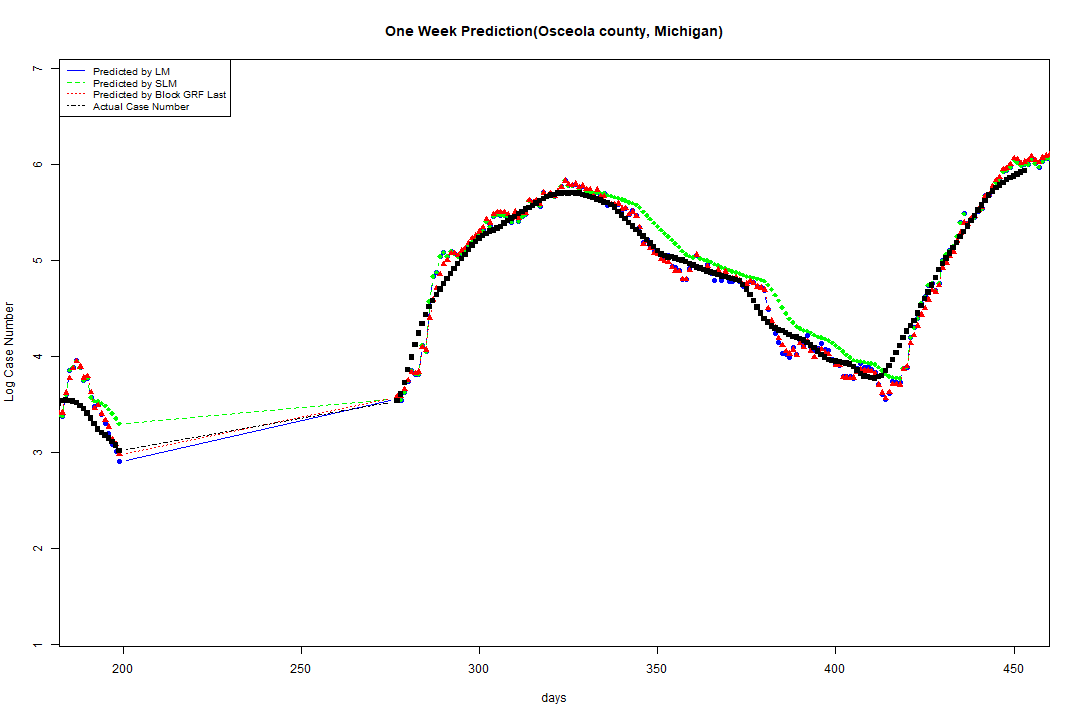 One Week Prediction(Osceola county, Michigan)
Predicted by LM
Predicted by SLM
Predicted by Block GRF Last
Actual Case Number
Log Case Number
7
6
5
4
3
2
1
200 250 300 350 400 450
days